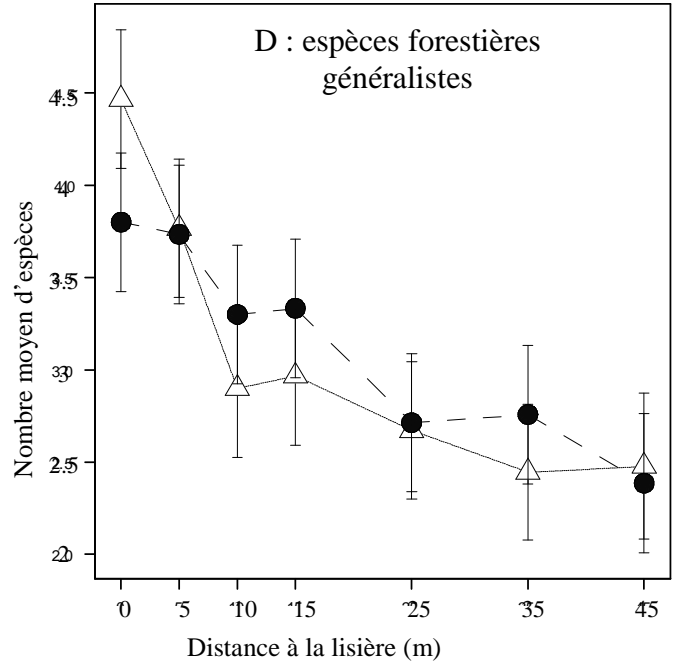 D : espèces forestières
généralistes
Nombre moyen d'espèces
4.5
4.0
3.5
3.0
2.5
2.0
0 5 10 15 25 35 45
Distance à la lisière (m)